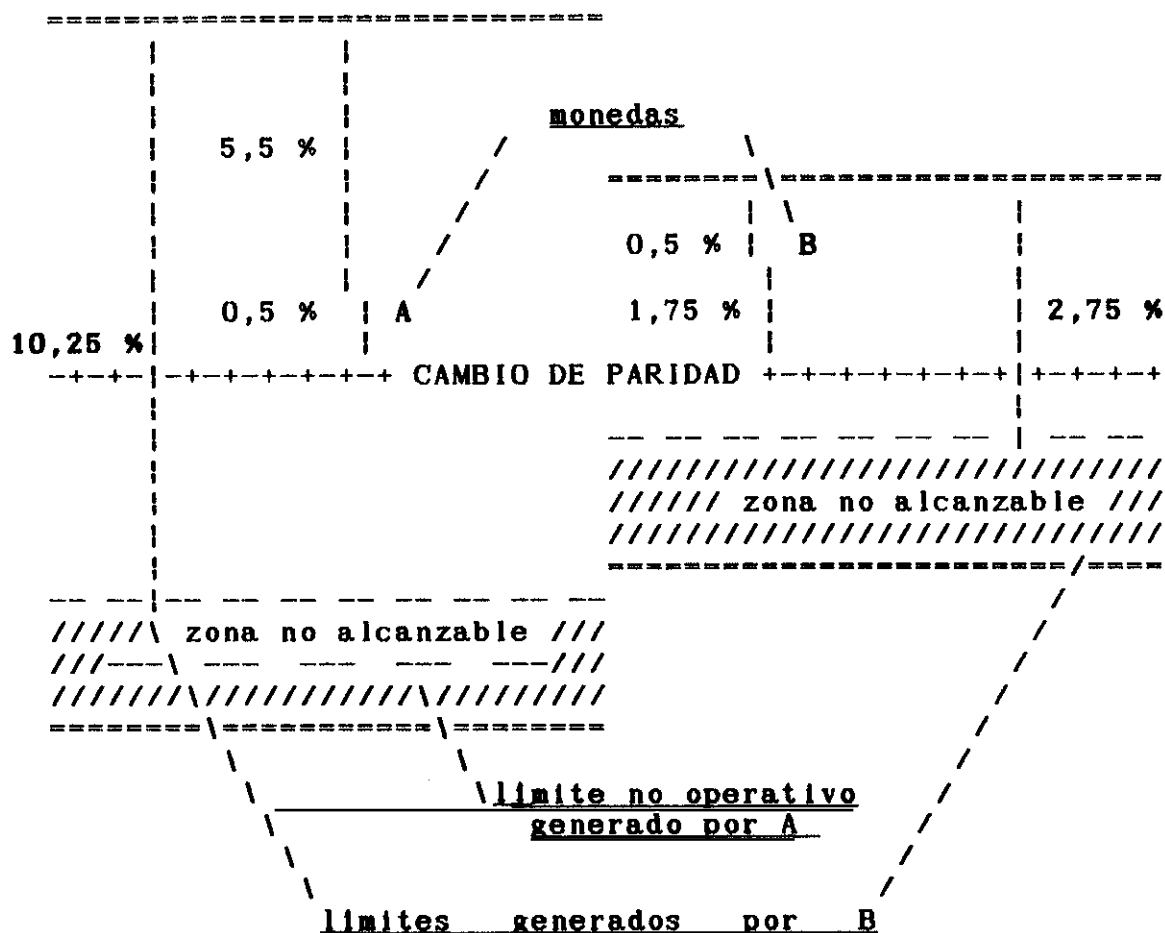 monedas
5,5 %
0,5 % B
0,5 % A 1,75 % 2,75 %
10,25 %
CAMBIO DE PARIDAD
zona no alcanzable
zona no alcanzable
limite no operativo
generado por A
limites generados por B